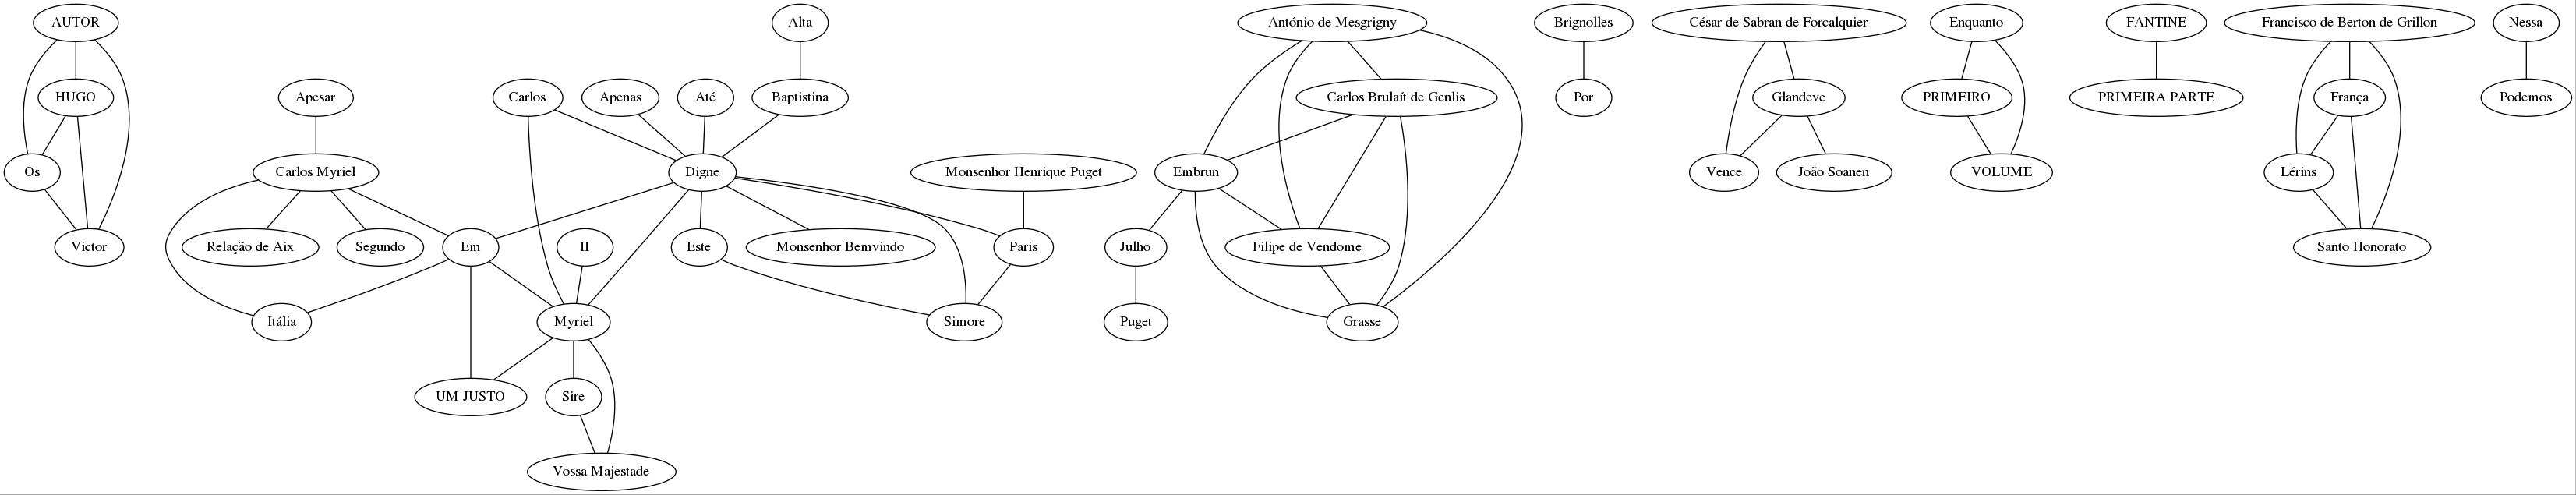 AUTOR
Alta
António de Mesgrigny
Brignolles
César de Sabran de Forcalquier
Enquanto
FANTINE
Francisco de Berton de Grillon
Nessa
HUGO
Apesar
Carlos
Apenas
Até
Baptistina
Carlos Brulaít de Genlis
Por
Glandeve
PRIMEIRO
PRIMEIRA PARTE
França
Podemos
Os
Carlos Myriel
Digne
Monsenhor Henrique Puget
Embrun
Vence
João Soanen
VOLUME
Lérins
Victor
Relação de Aix
Segundo
Em
II
Este
Monsenhor Bemvindo
Paris
Julho
Filipe de Vendome
Santo Honorato
Itália
Myriel
Simore
Puget
Grasse
UM JUSTO
Sire
Vossa Majestade